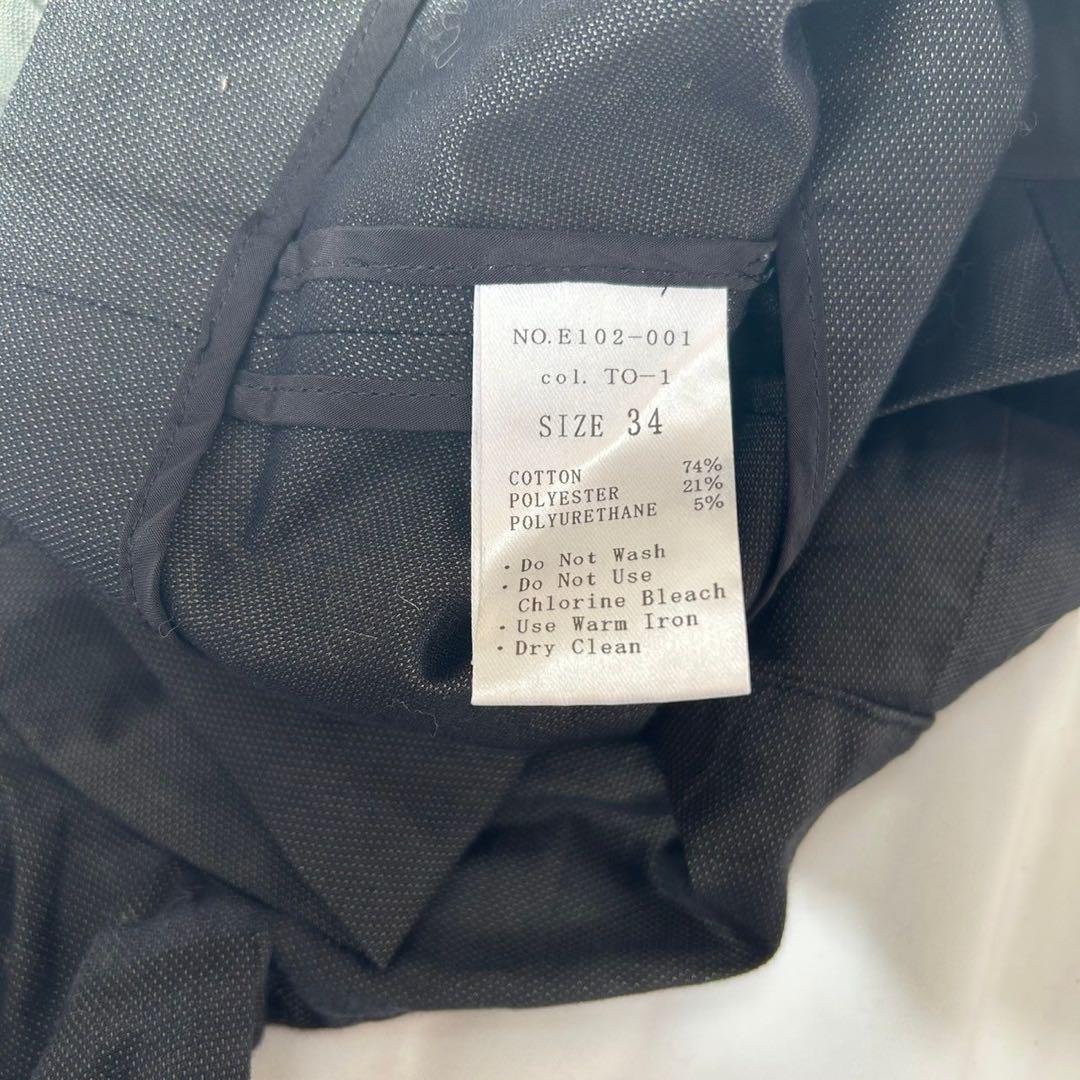 NO.E102-001
col. TO-1
SIZE 34
COTTON 74%
POLYESTER 21%
POLYURETHANE 5%
・Do Not Wash
・Do Not Use
Chlorine Bleach
・Use Warm Iron
・Dry Clean